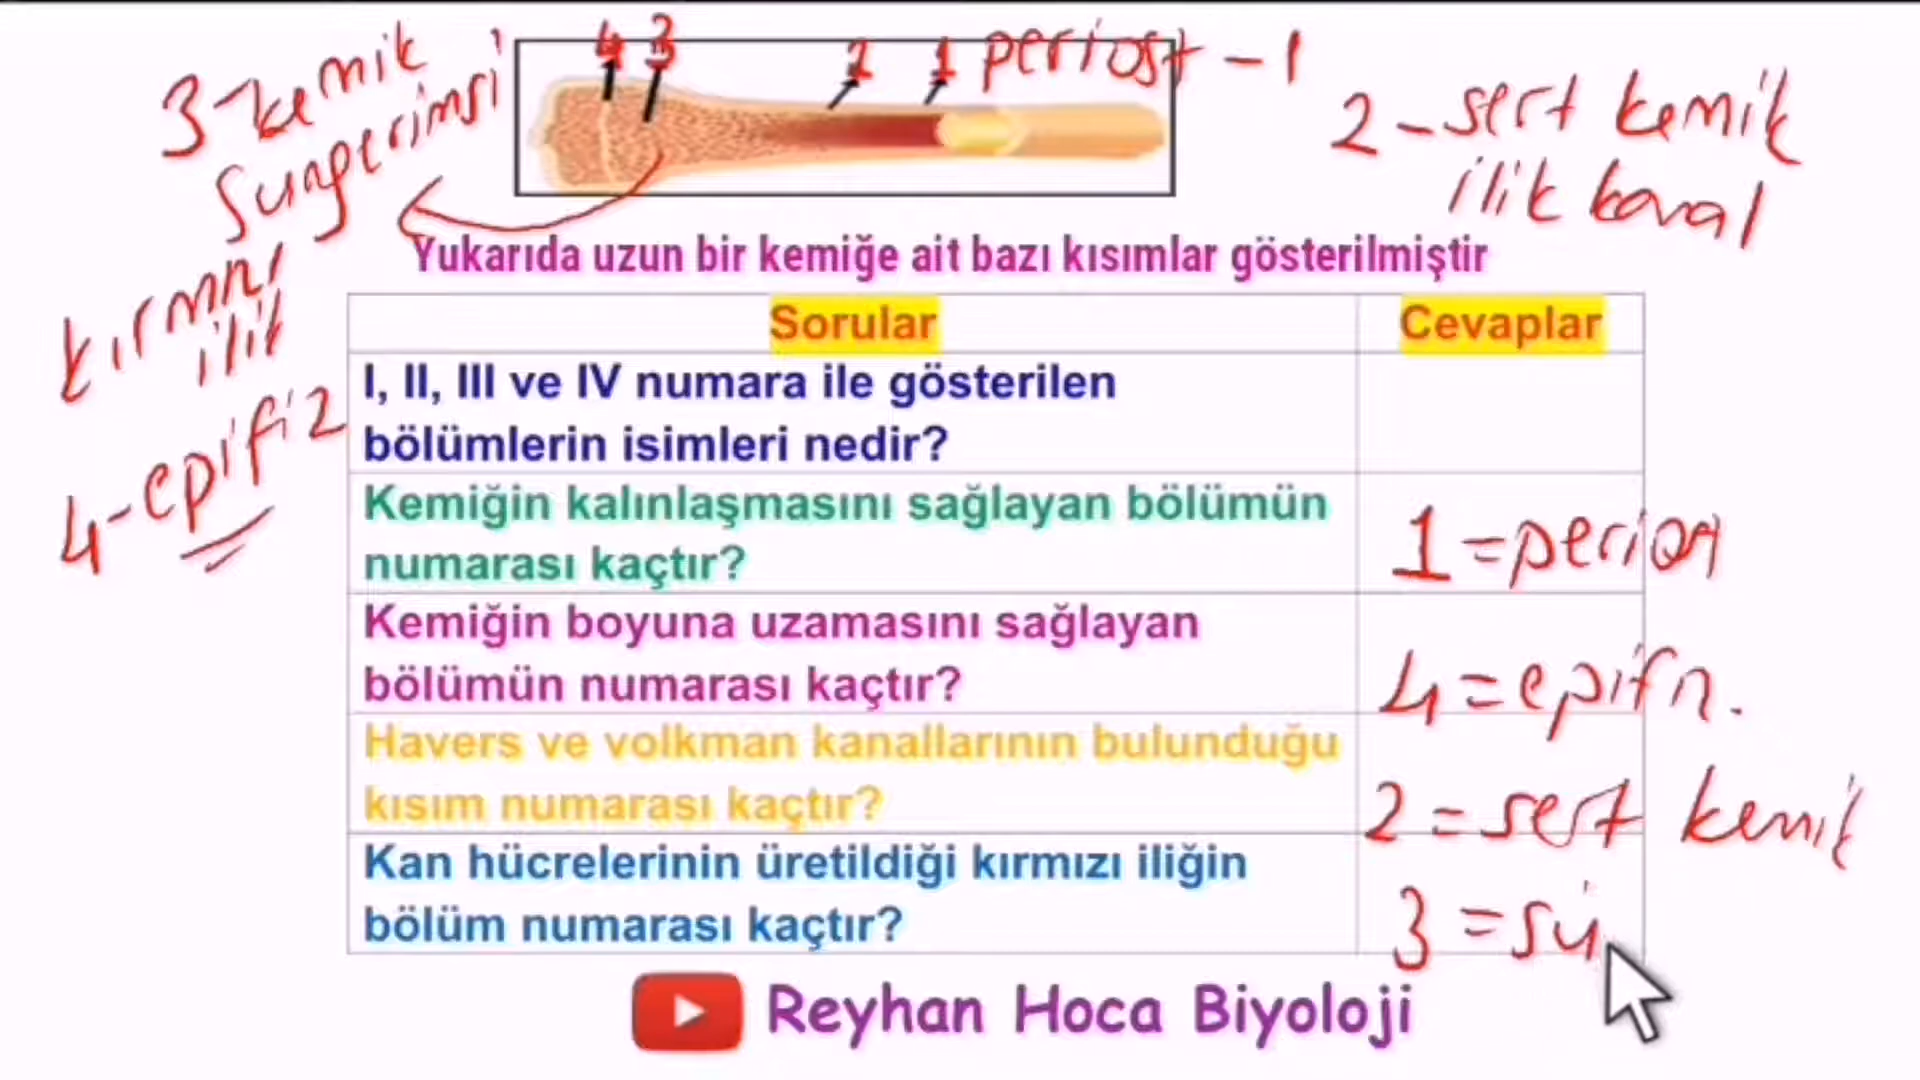 4 3 2 1 periost - 1
3- kemik
süngerimsi
2 - sert kemik
ilik kanal
Yukarıda uzun bir kemiğe ait bazı kısımlar gösterilmiştir
kırmızı
ilik
4- epifiz
Sorular
Cevaplar
I, II, III ve IV numara ile gösterilen
bölümlerin isimleri nedir?
Kemiğin kalınlaşmasını sağlayan bölümün
numarası kaçtır?
1 = periost
Kemiğin boyuna uzamasını sağlayan
bölümün numarası kaçtır?
4 =
Havers ve volkman kanallarının bulunduğu
kısım numarası kaçtır?
2 = sert kemik
Kan hücrelerinin üretildiği kırmızı iliğin
bölüm numarası kaçtır?
3 = sü
Reyhan Hoca Biyoloji